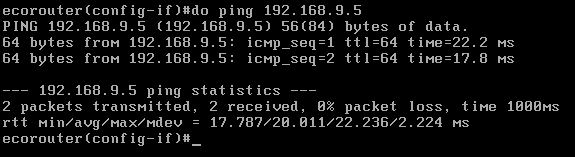 ecorouter(config-if)#do ping 192.168.9.5
PING 192.168.9.5 (192.168.9.5) 56(84) bytes of data.
64 bytes from 192.168.9.5: icmp_seq=1 ttl=64 time=22.2 ms
64 bytes from 192.168.9.5: icmp_seq=2 ttl=64 time=17.8 ms
--- 192.168.9.5 ping statistics ---
2 packets transmitted, 2 received, 0% packet loss, time 1000ms
rtt min/avg/max/mdev = 17.787/20.011/22.236/2.224 ms
ecorouter(config-if)#_